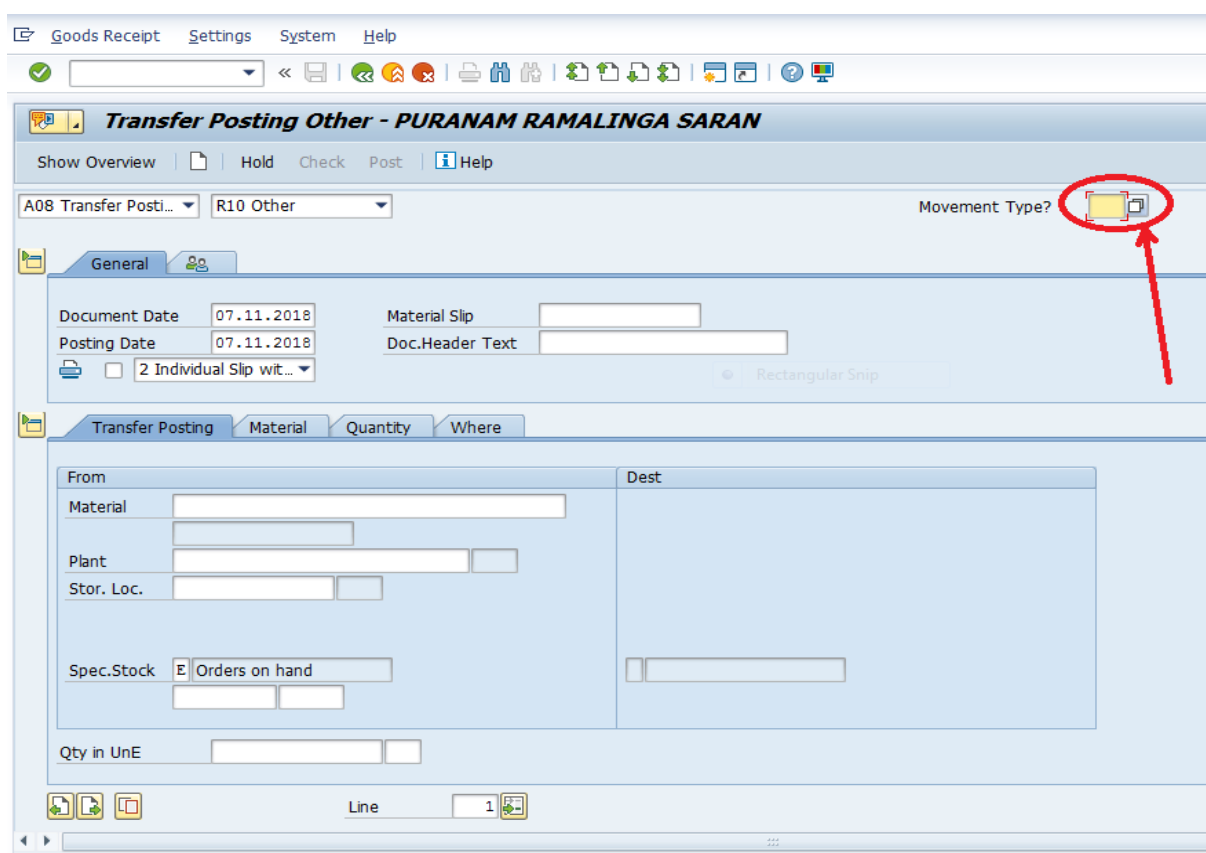 Goods Receipt Settings System Help
Transfer Posting Other - PURANAM RAMALINGA SARAN
Show Overview Hold Check Post i Help
A08 Transfer Posti... R10 Other Movement Type?
General
Document Date 07.11.2018 Material Slip
Posting Date 07.11.2018 Doc.Header Text
2 Individual Slip wit...
Rectangular Snip
Transfer Posting Material Quantity Where
From Dest
Material
Plant
Stor. Loc.
Spec.Stock E Orders on hand
Qty in UnE
Line 1